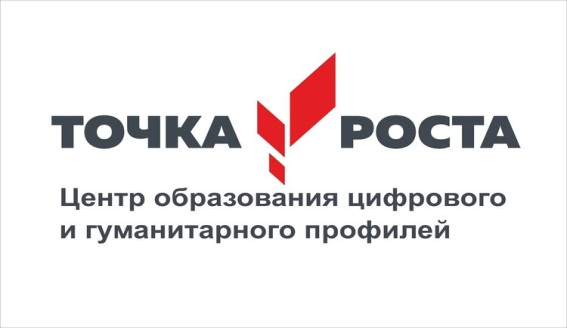 ТОЧКА РОСТА
Центр образования цифрового
и гуманитарного профилей